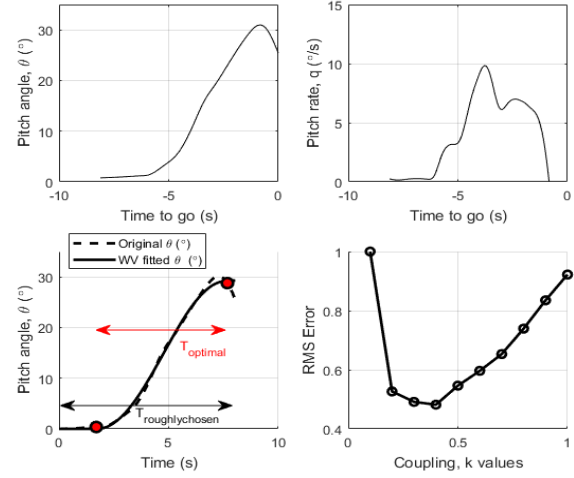 30
20
10
0
-10
-5
0
Pitch angle, θ (°)
Time to go (s)
15
10
5
0
-10
-5
0
Pitch rate, q (°/s)
Time to go (s)
Original θ (°)
WV fitted θ (°)
30
20
10
0
0
5
10
Pitch angle, θ (°)
Toptimal
Troughlychosen
Time (s)
1
0.8
0.6
0.4
0
0.5
1
RMS Error
Coupling, k values